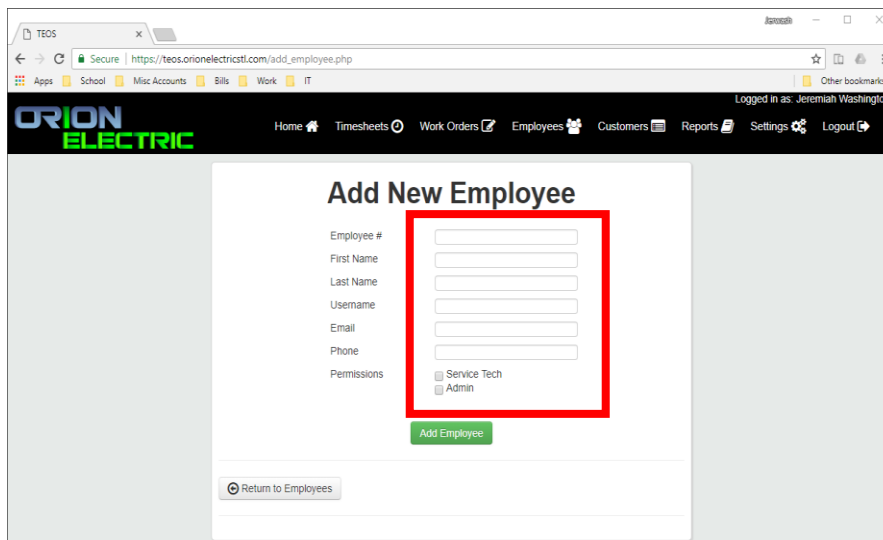 Jeremiah
TEOS
Secure | https://teos.orionelectricstl.com/add_employee.php
Apps School Misc Accounts Bills Work IT Other bookmarks
Logged in as: Jeremiah Washingto
ORION
ELECTRIC
Home Timesheets Work Orders Employees Customers Reports Settings Logout
Add New Employee
Employee #
First Name
Last Name
Username
Email
Phone
Permissions Service Tech
Admin
Add Employee
Return to Employees